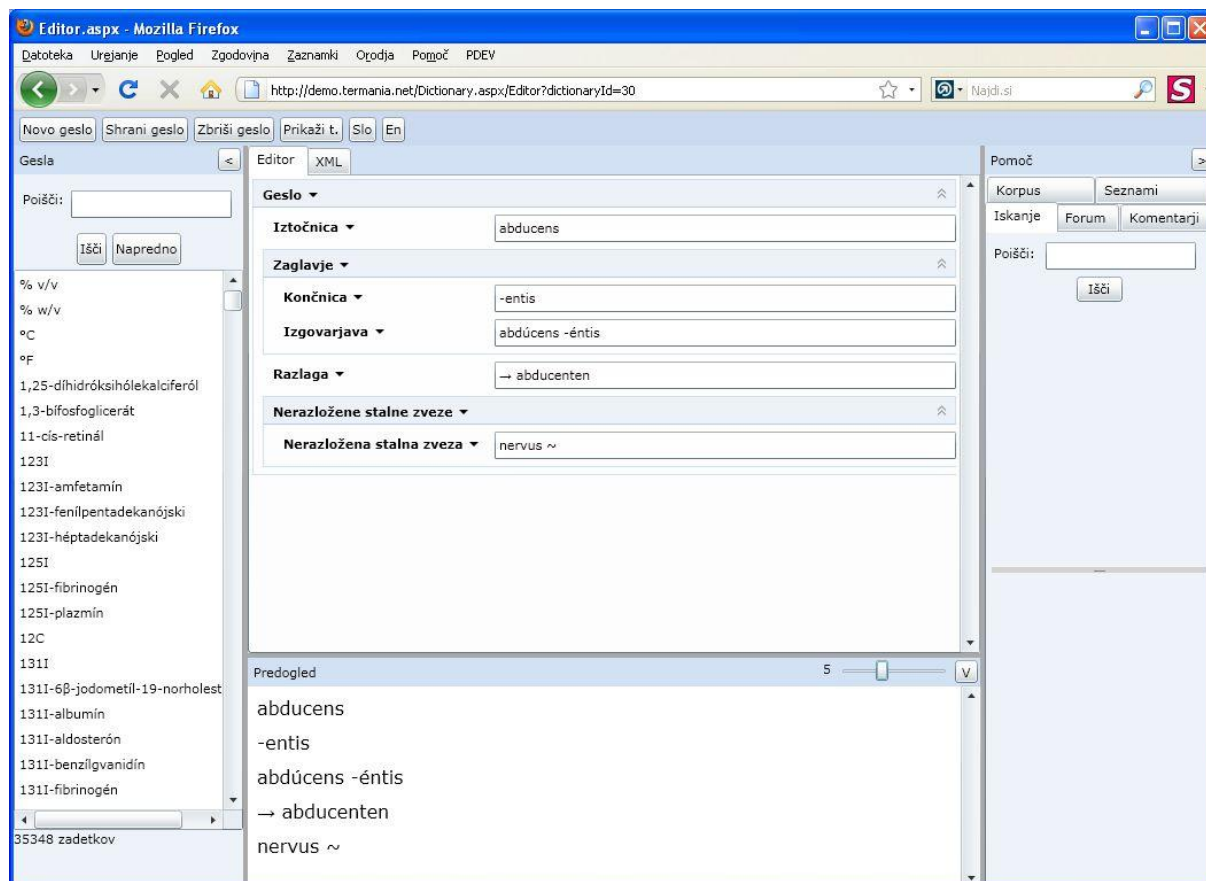 Editor.aspx - Mozilla Firefox
Datoteka Urejanje Pogled Zgodovina Zaznamki Orodja Pomoč PDEV
http://demo.termania.net/Dictionary.aspx/Editor?dictionaryId=30 Najdi.si S
Novo geslo Shrani geslo Zbriši geslo Prikaži t. Slo En
Gesla <
Poišči:
Išči Napredno
% v/v
% w/v
°C
°F
1,25-díhidróksihólekalciferól
1,3-bífosfoglicerát
11-cís-retinál
123I
123I-amfetamín
123I-fenílpentadekanójski
123I-héptadekanójski
125I
125I-fibrinogén
125I-plazmín
12C
131I
131I-6β-jodometíl-19-norholest
131I-albumín
131I-aldosterón
131I-benzílgvanidín
131I-fibrinogén
35348 zadetkov
Editor XML
Geslo
Iztočnica abducens
Zaglavje
Končnica -entis
Izgovarjava abdúcens -éntis
Razlaga → abducenten
Nerazložene stalne zveze
Nerazložena stalna zveza nervus ~
Predogled 5 V
abducens
-entis
abdúcens -éntis
→ abducenten
nervus ~
Pomoč >
Korpus Seznami
Iskanje Forum Komentarji
Poišči:
Išči